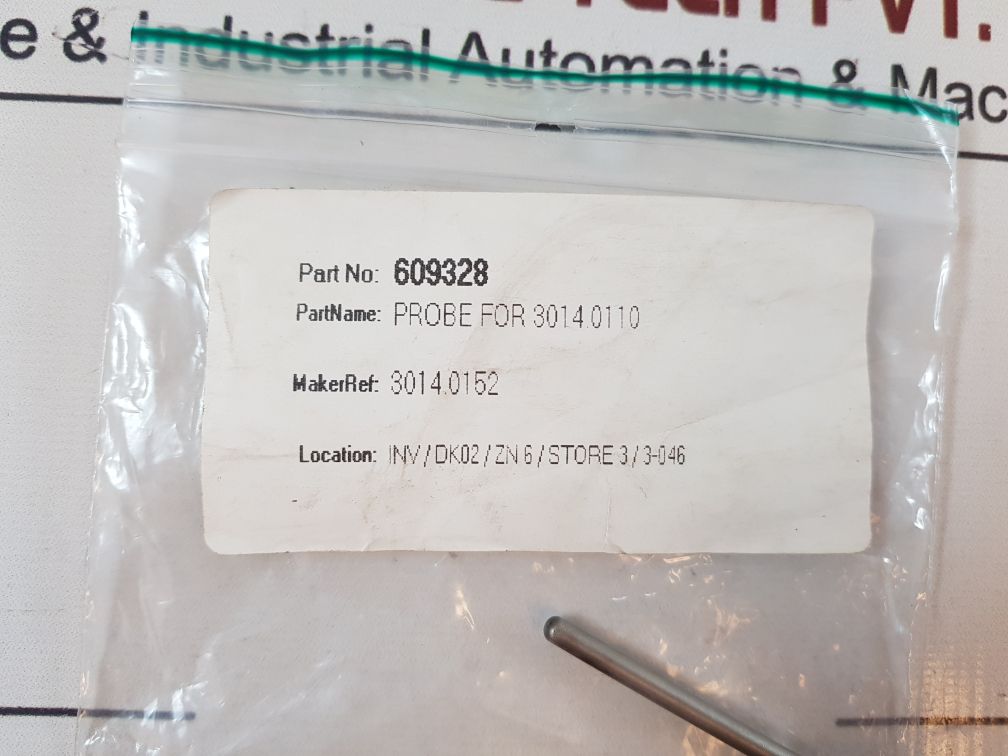 PVT.
e & Industrial Automation & Mac
Part No: 609328
PartName: PROBE FOR 3014.0110
MakerRef: 3014.0152
Location: INV / DK02 / ZN 6 / STORE 3 / 3-046
-